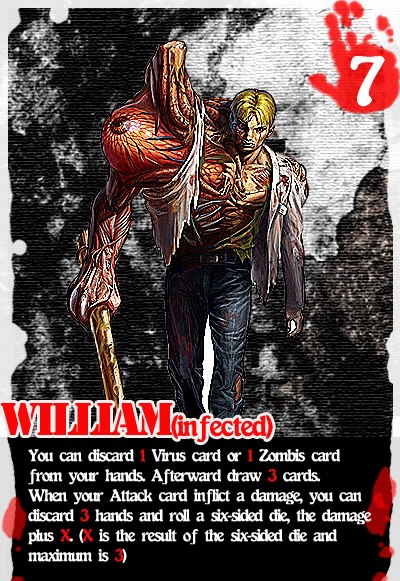 7
WILLIAM(infected)
You can discard 1 Virus card or 1 Zombis card
from your hands. Afterward draw 3 cards.
When your Attack card inflict a damage, you can
discard 3 hands and roll a six-sided die, the damage
plus X. (X is the result of the six-sided die and
maximum is 3)